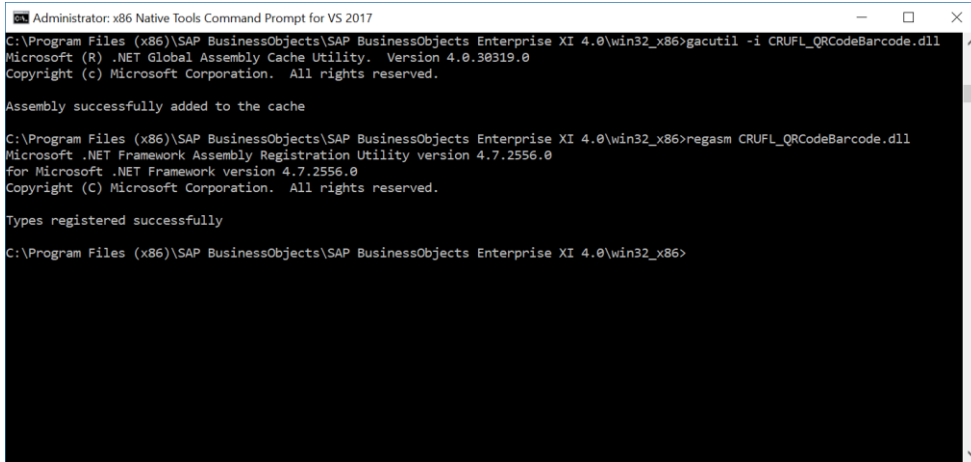 Administrator: x86 Native Tools Command Prompt for VS 2017
C:\Program Files (x86)\SAP BusinessObjects\SAP BusinessObjects Enterprise XI 4.0\win32_x86>gacutil -i CRUFL_QRCodeBarcode.dll
Microsoft (R) .NET Global Assembly Cache Utility.  Version 4.0.30319.0
Copyright (c) Microsoft Corporation.  All rights reserved.
Assembly successfully added to the cache
C:\Program Files (x86)\SAP BusinessObjects\SAP BusinessObjects Enterprise XI 4.0\win32_x86>regasm CRUFL_QRCodeBarcode.dll
Microsoft .NET Framework Assembly Registration Utility version 4.7.2556.0
for Microsoft .NET Framework version 4.7.2556.0
Copyright (C) Microsoft Corporation.  All rights reserved.
Types registered successfully
C:\Program Files (x86)\SAP BusinessObjects\SAP BusinessObjects Enterprise XI 4.0\win32_x86>